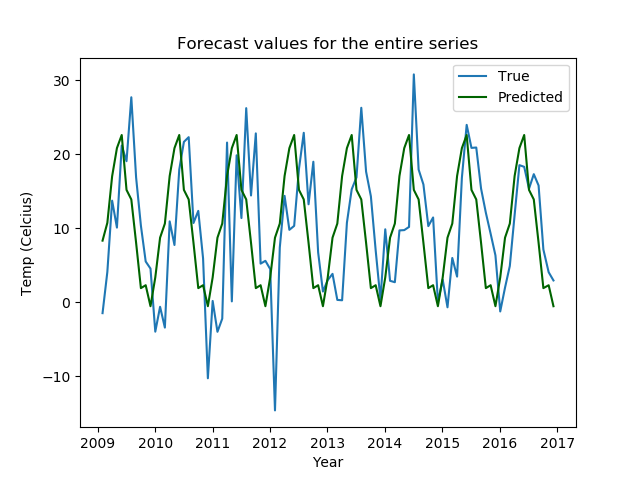 Forecast values for the entire series
True
Predicted
30
20
10
0
−10
Temp (Celcius)
2009 2010 2011 2012 2013 2014 2015 2016 2017
Year